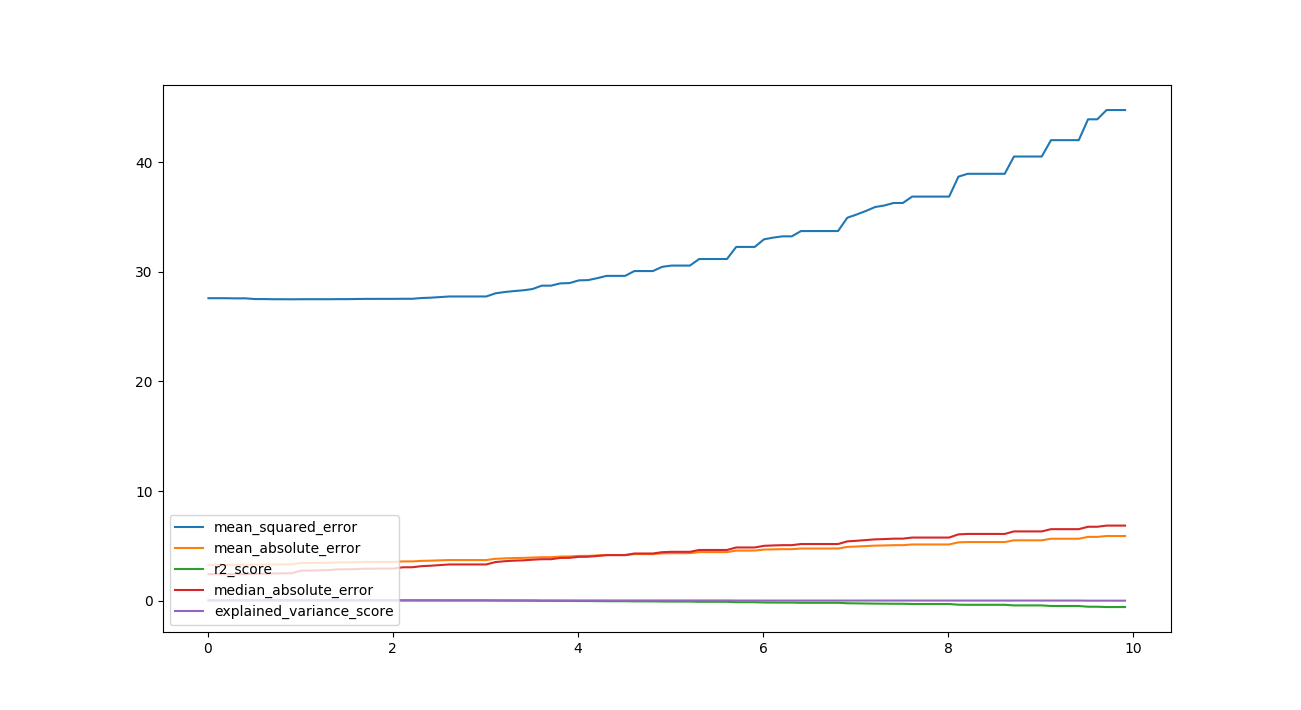 40
30
20
10
0
mean_squared_error
mean_absolute_error
r2_score
median_absolute_error
explained_variance_score
0 2 4 6 8 10